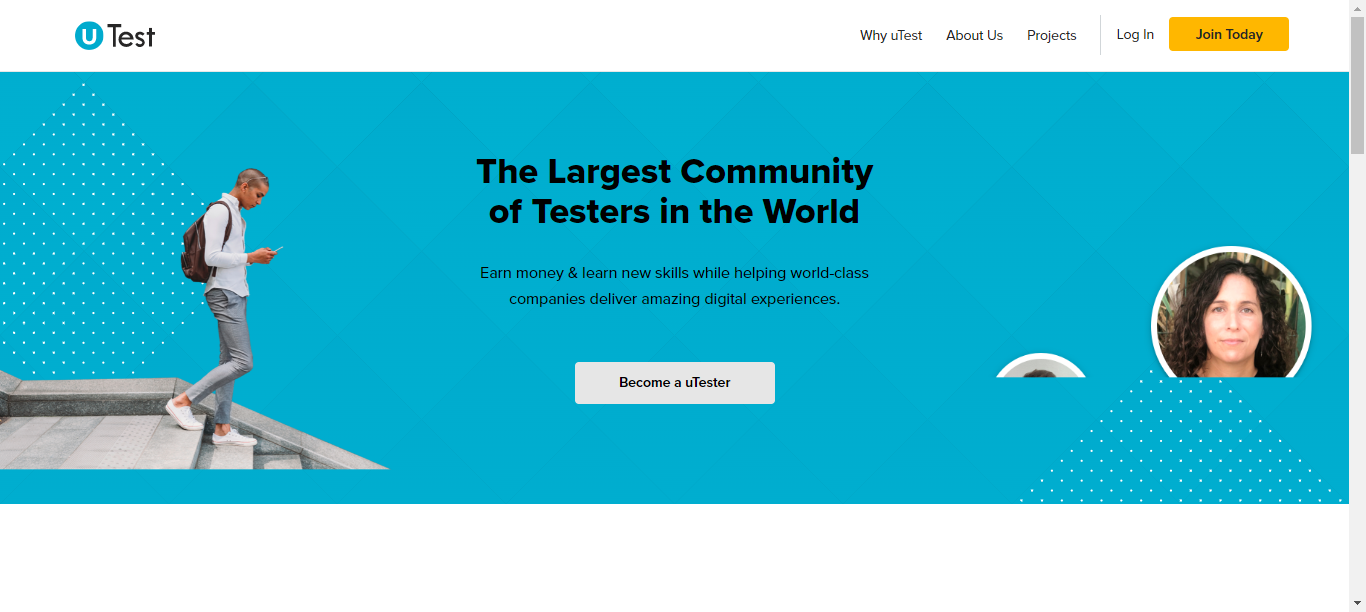 u Test
Why uTest
About Us
Projects
Log In
Join Today
The Largest Community
of Testers in the World
Earn money & learn new skills while helping world-class
companies deliver amazing digital experiences.
Become a uTester